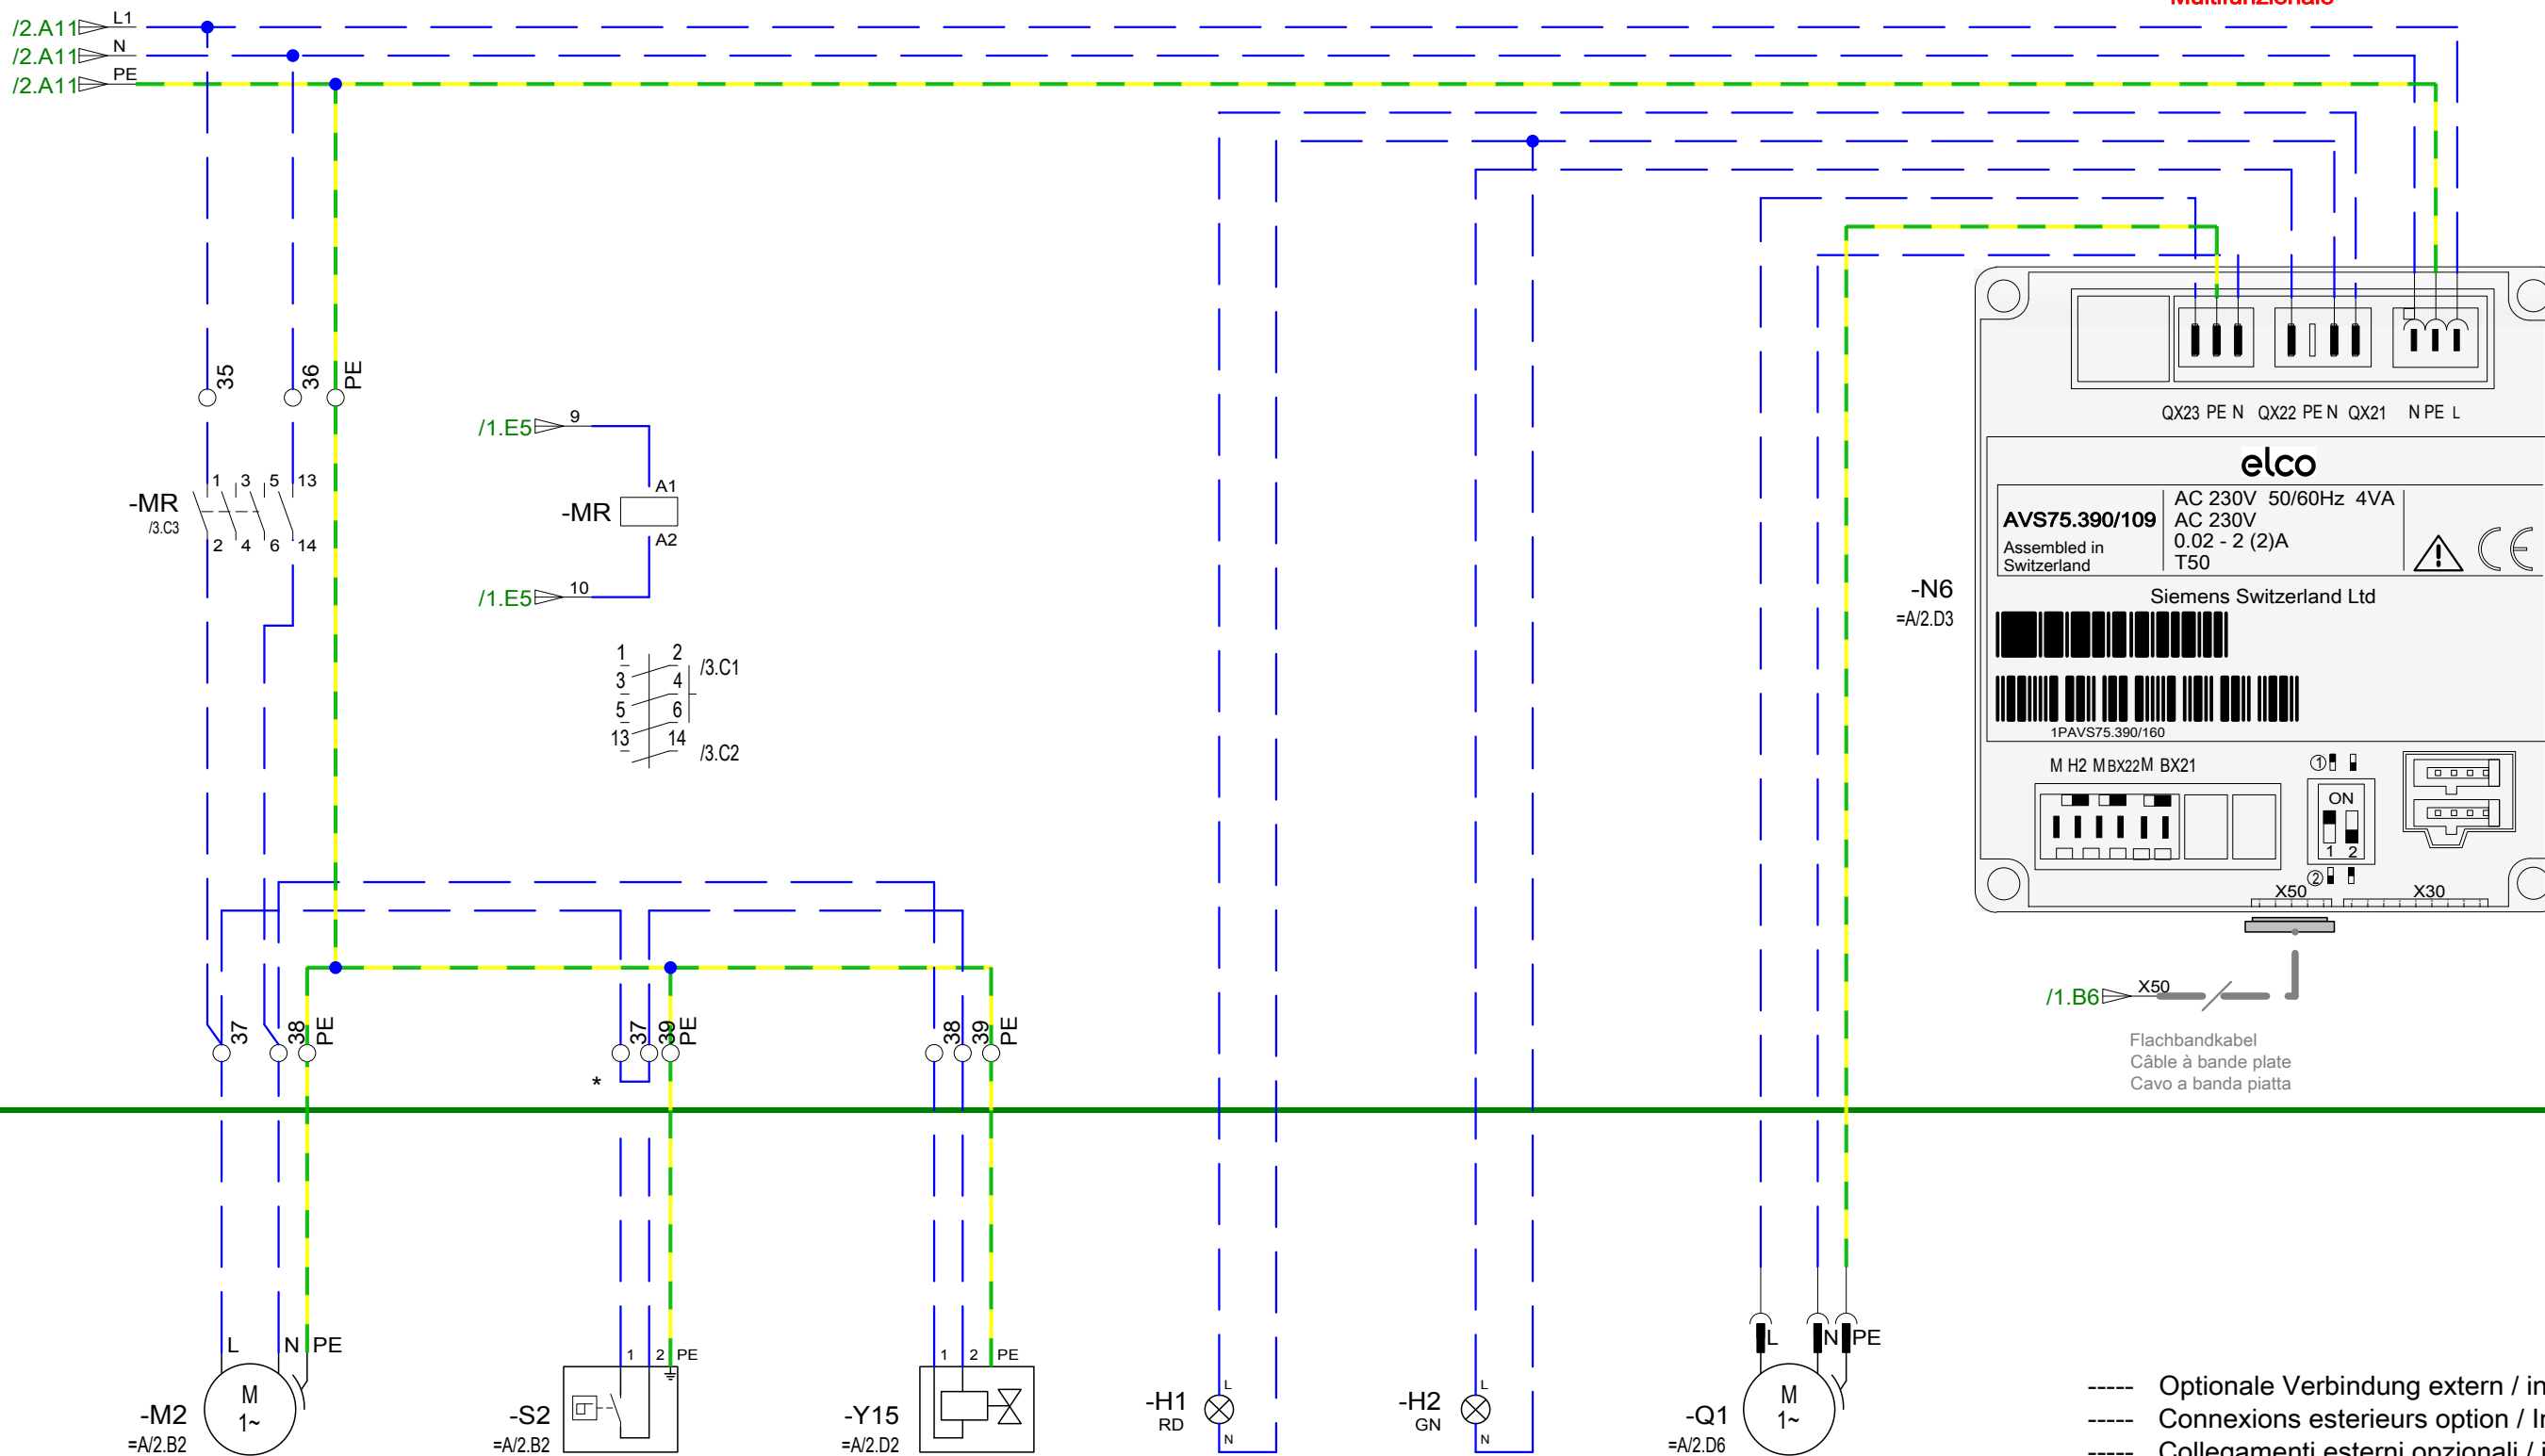 /2.A11 L1
/2.A11 N
/2.A11 PE
35 36 PE
-MR
/3.C3
1 3 5 13
2 4 6 14
/1.E5 9
A1
-MR
A2
/1.E5 10
1 2 /3.C1
3 4
5 6
13 14 /3.C2
QX23 PE N QX22 PE N QX21 N PE L
elco
AVS75.390/109
Assembled in
Switzerland
AC 230V 50/60Hz 4VA
AC 230V
0.02 - 2 (2)A
T50
CE
-N6
=A/2.D3
Siemens Switzerland Ltd
1PAVS75.390/160
M H2 M BX22 M BX21
1
ON
1 2
2
X50 X30
/1.B6 X50
Flachbandkabel
Câble à bande plate
Cavo a banda piatta
37 38 PE
37 39 PE
38 39 PE
*
L N PE
M
1~
-M2
=A/2.B2
1 2 PE
-S2
=A/2.B2
1 2 PE
-Y15
=A/2.D2
L
-H1
RD
N
L
-H2
GN
N
L N PE
M
1~
-Q1
=A/2.D6
----- Optionale Verbindung extern /
----- Connexions esterieurs option /
----- Collegamenti esterni opzionali /